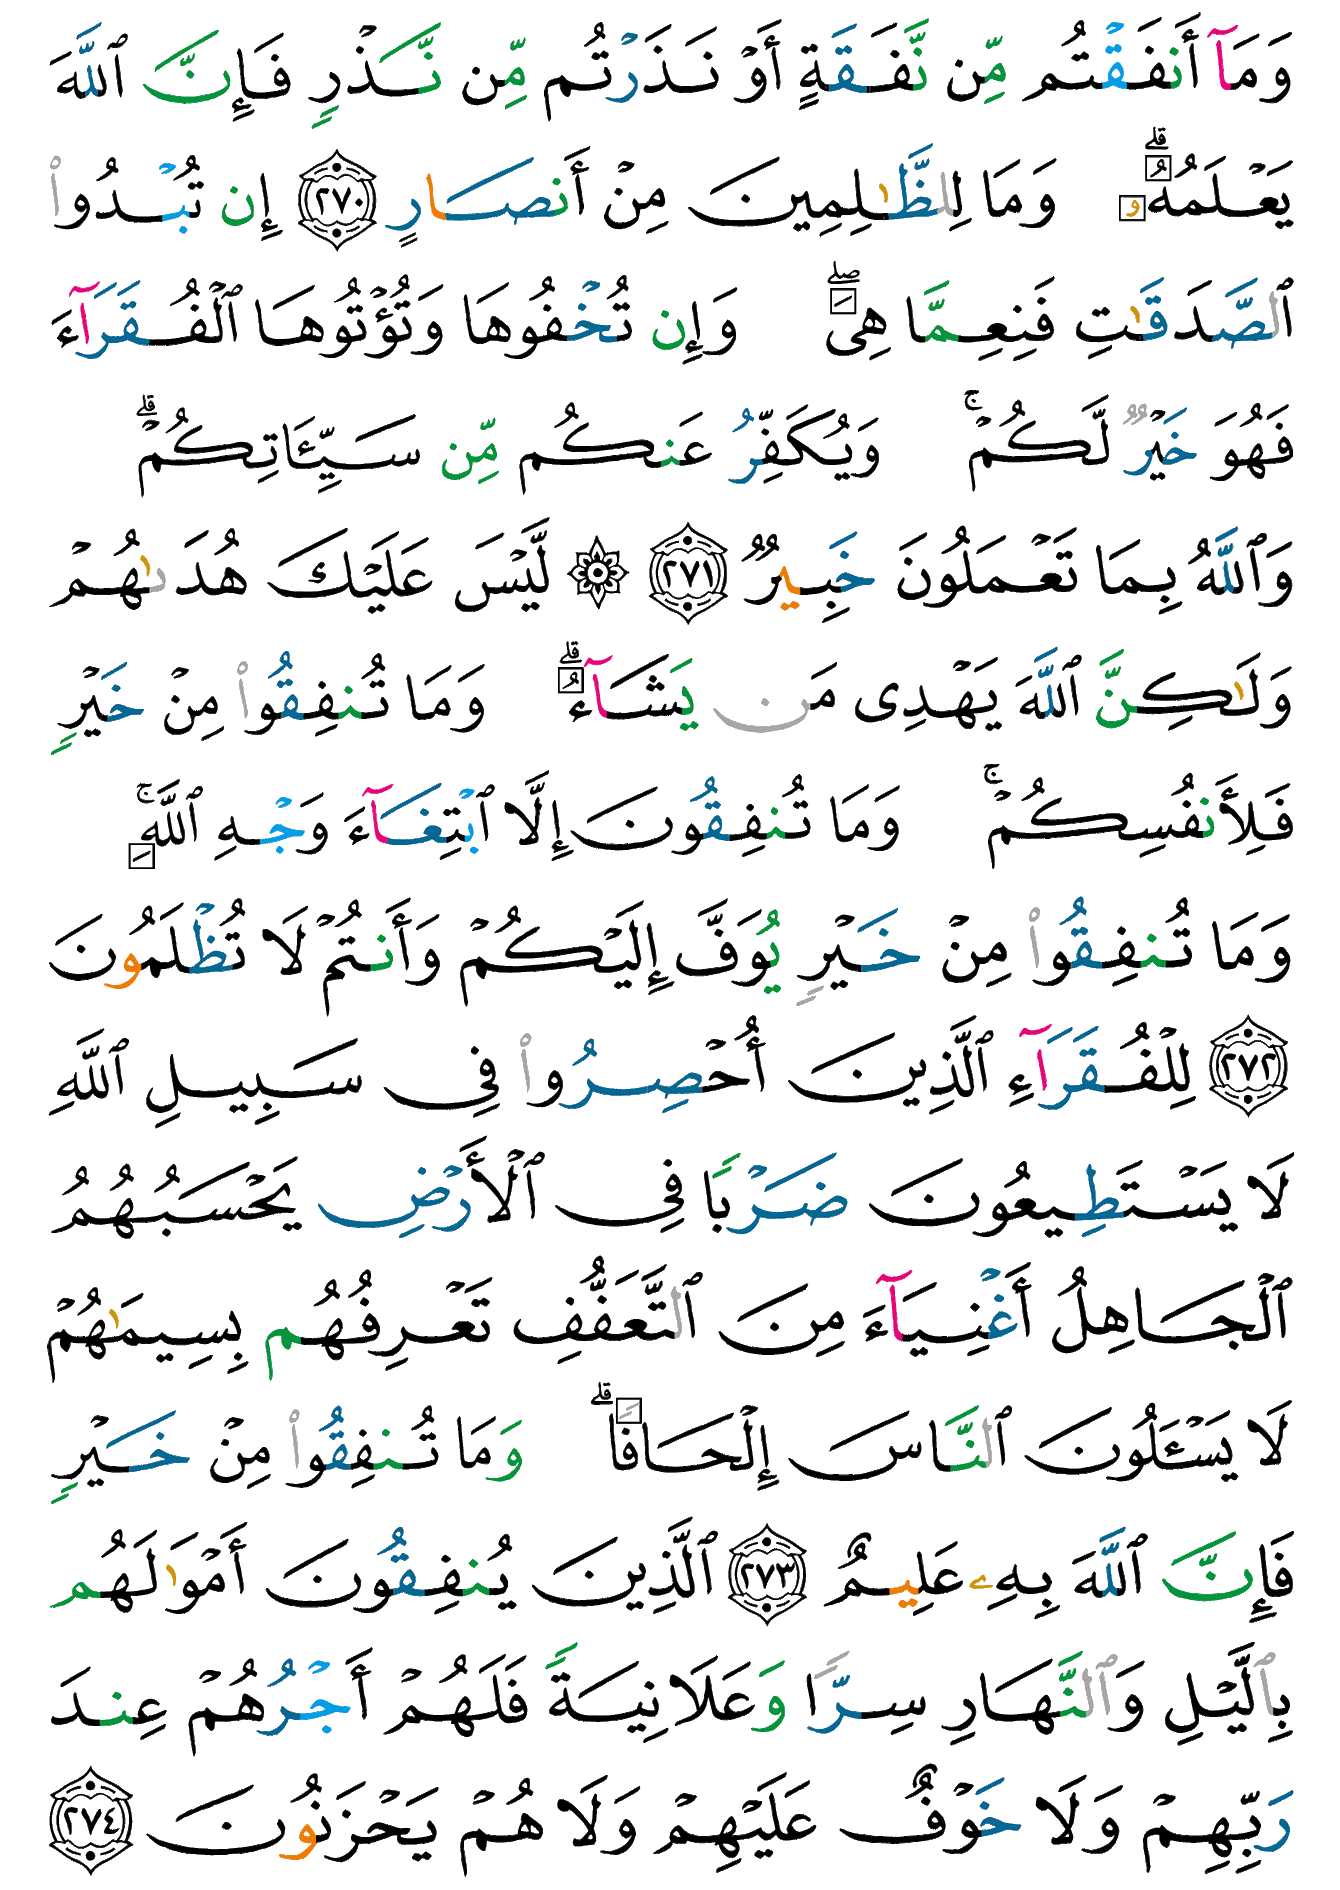 وَمَآ أَنفَقْتُم مِّن نَّفَقَةٍ أَوْ نَذَرْتُم مِّن نَّذْرٍ فَإِنَّ ٱللَّهَ
يَعْلَمُهُۥ ۗ وَمَا لِلظَّٰلِمِينَ مِنْ أَنصَارٍ ٢٧٠ إِن تُبْدُوا۟
ٱلصَّدَقَٰتِ فَنِعِمَّا هِىَ ۖ وَإِن تُخْفُوهَا وَتُؤْتُوهَا ٱلْفُقَرَآءَ
فَهُوَ خَيْرٌ لَّكُمْ ۚ وَيُكَفِّرُ عَنكُم مِّن سَيِّـَٔاتِكُمْ ۗ
وَٱللَّهُ بِمَا تَعْمَلُونَ خَبِيرٌ ٢٧١ ۞ لَّيْسَ عَلَيْكَ هُدَىٰهُمْ
وَلَٰكِنَّ ٱللَّهَ يَهْدِى مَن يَشَآءُ ۗ وَمَا تُنفِقُوا۟ مِنْ خَيْرٍ
فَلِأَنفُسِكُمْ ۚ وَمَا تُنفِقُونَ إِلَّا ٱبْتِغَآءَ وَجْهِ ٱللَّهِ ۚ
وَمَا تُنفِقُوا۟ مِنْ خَيْرٍ يُوَفَّ إِلَيْكُمْ وَأَنتُمْ لَا تُظْلَمُونَ
٢٧٢ لِلْفُقَرَآءِ ٱلَّذِينَ أُحْصِرُوا۟ فِى سَبِيلِ ٱللَّهِ
لَا يَسْتَطِيعُونَ ضَرْبًا فِى ٱلْأَرْضِ يَحْسَبُهُمُ
ٱلْجَاهِلُ أَغْنِيَآءَ مِنَ ٱلتَّعَفُّفِ تَعْرِفُهُم بِسِيمَٰهُمْ
لَا يَسْـَٔلُونَ ٱلنَّاسَ إِلْحَافًا ۗ وَمَا تُنفِقُوا۟ مِنْ خَيْرٍ
فَإِنَّ ٱللَّهَ بِهِۦ عَلِيمٌ ٢٧٣ ٱلَّذِينَ يُنفِقُونَ أَمْوَٰلَهُم
بِٱلَّيْلِ وَٱلنَّهَارِ سِرًّا وَعَلَانِيَةً فَلَهُمْ أَجْرُهُمْ عِندَ
رَبِّهِمْ وَلَا خَوْفٌ عَلَيْهِمْ وَلَا هُمْ يَحْزَنُونَ ٢٧٤